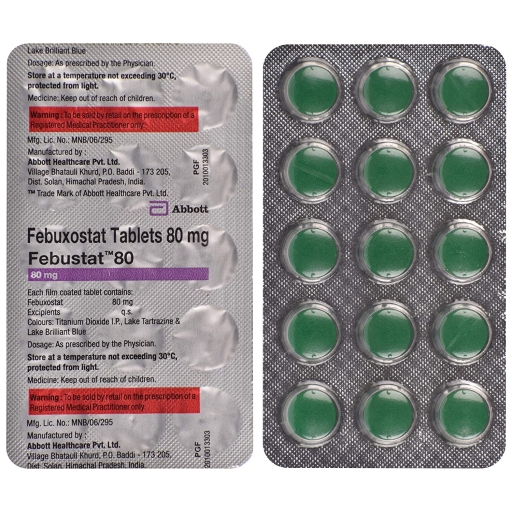 Lake Brilliant Blue
Dosage: As prescribed by the Physician.
Store at a temperature not exceeding 30°C,
protected from light.
Medicine: Keep out of reach of children.
Warning : To be sold by retail on the prescription of a
Registered Medical Practitioner only.
Mfg. Lic. No.: MNB/06/295
Manufactured by :
Abbott Healthcare Pvt. Ltd.
Village Bhatauli Khurd, P.O. Baddi - 173 205,
Dist. Solan, Himachal Pradesh, India.
™ Trade Mark of Abbott Healthcare Pvt. Ltd.
PGF
2010013303
Abbott
Febuxostat Tablets 80 mg
Febustat™80
80 mg
Each film coated tablet contains:
Febuxostat 80 mg
Excipients q.s.
Colours: Titanium Dioxide I.P., Lake Tartrazine &
Lake Brilliant Blue
Dosage: As prescribed by the Physician.
Store at a temperature not exceeding 30°C,
protected from light.
Medicine: Keep out of reach of children.
Warning : To be sold by retail on the prescription of a
Registered Medical Practitioner only.
Mfg. Lic. No.: MNB/06/295
Manufactured by :
Abbott Healthcare Pvt. Ltd.
Village Bhatauli Khurd, P.O. Baddi - 173 205,
Dist. Solan, Himachal Pradesh, India.
PGF
2010013303